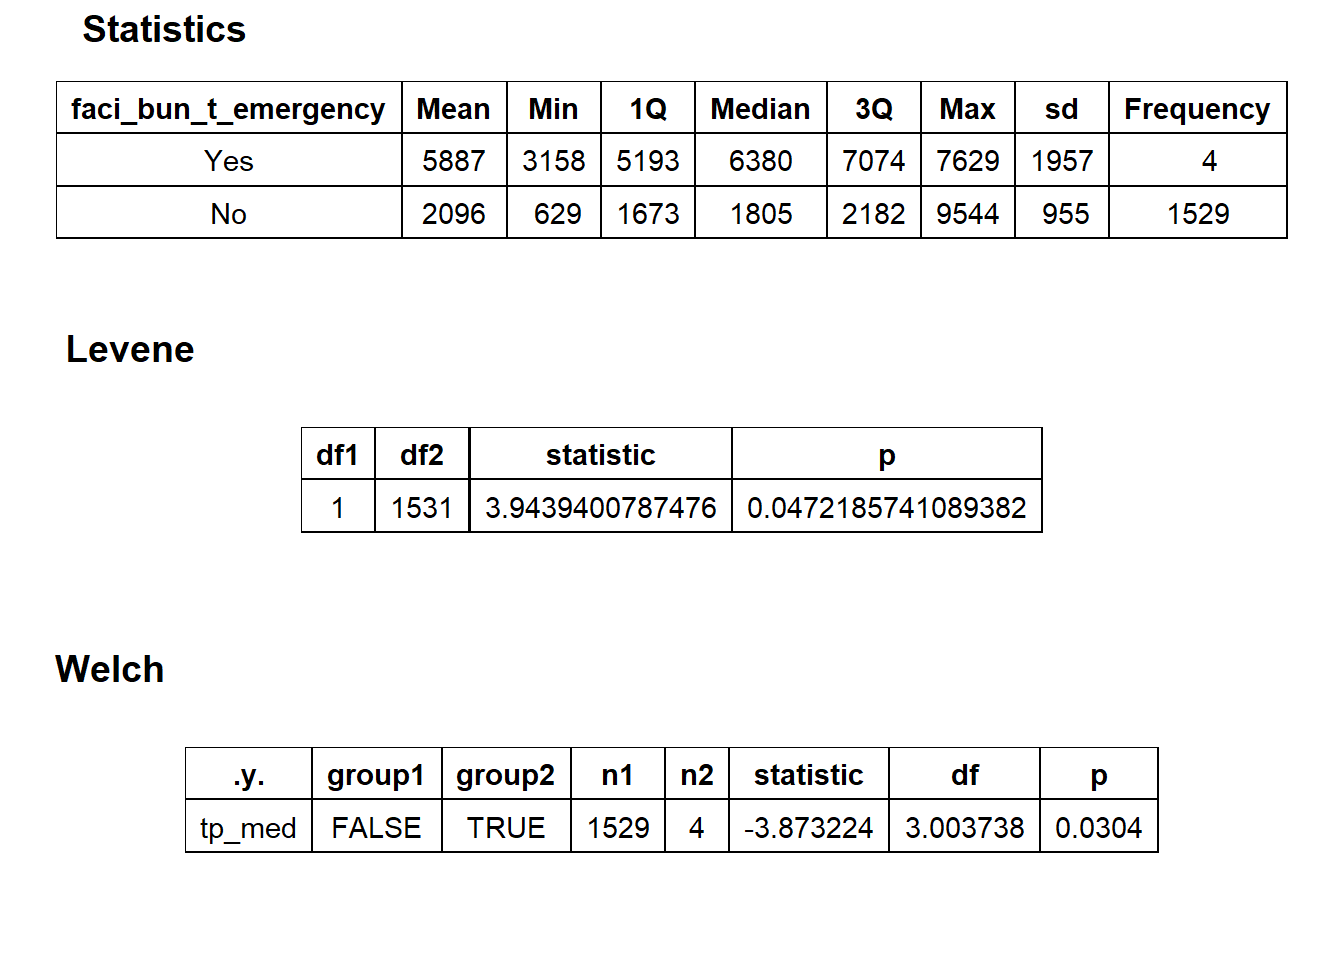 Statistics
faci_bun_t_emergency Mean Min 1Q Median 3Q Max sd Frequency
Yes 5887 3158 5193 6380 7074 7629 1957 4
No 2096 629 1673 1805 2182 9544 955 1529
Levene
df1 df2 statistic p
1 1531 3.9439400787476 0.0472185741089382
Welch
.y. group1 group2 n1 n2 statistic df p
tp_med FALSE TRUE 1529 4 -3.873224 3.003738 0.0304